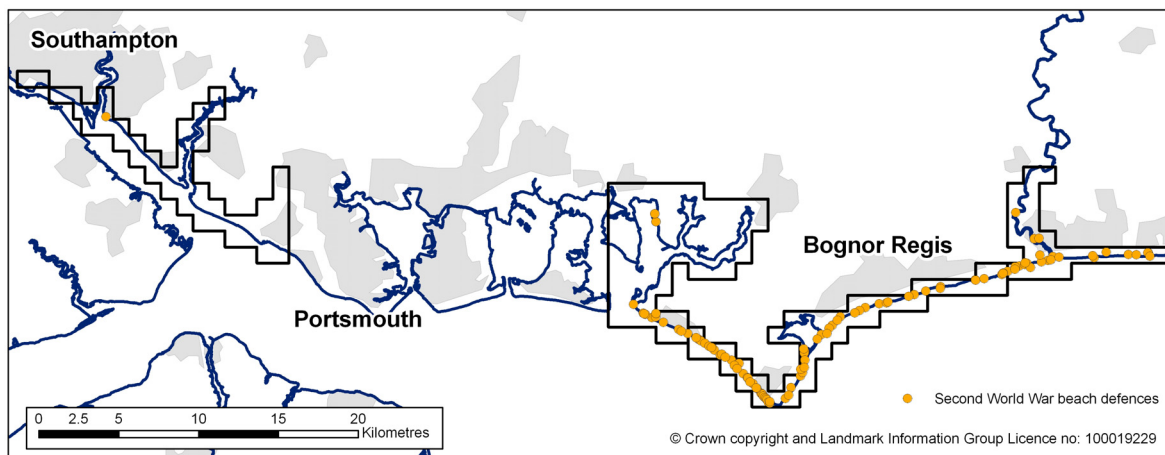 Southampton
Bognor Regis
Portsmouth
Second World War beach defences
0 2.5 5 10 15 20
Kilometres
© Crown copyright and Landmark Information Group Licence no: 100019229